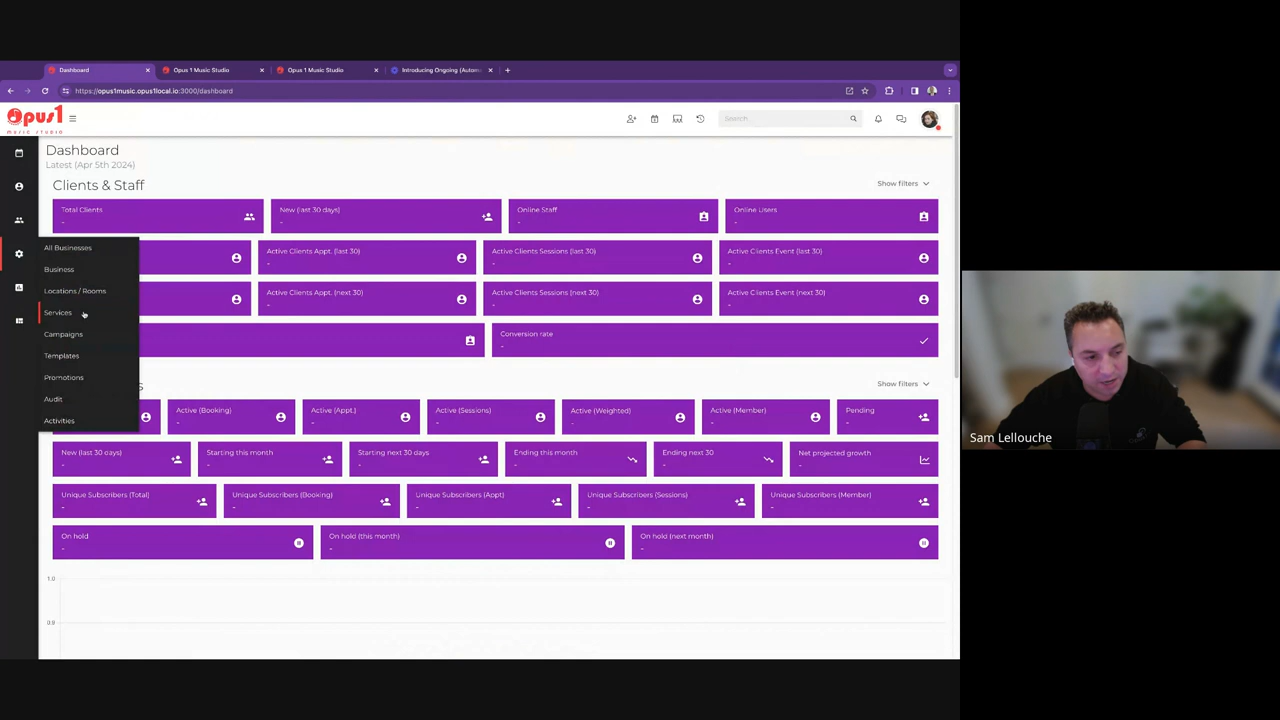 Dashboard
Opus 1 Music Studio
Opus 1 Music Studio
Introducing Ongoing (Autom
https://opus1music.opus1local.io:3000/dashboard
Opus1
music studio
Search
Dashboard
Latest (Apr 5th 2024)
Clients & Staff
Show filters
Total Clients
-
New (last 30 days)
-
Online Staff
-
Online Users
-
All Businesses
Business
Locations / Rooms
Services
Campaigns
Templates
Promotions
Audit
Activities
Active Clients Appt. (last 30)
-
Active Clients Sessions (last 30)
-
Active Clients Event (last 30)
-
Active Clients Appt. (next 30)
-
Active Clients Sessions (next 30)
-
Active Clients Event (next 30)
-
Conversion rate
-
s
Show filters
Active (Booking)
-
Active (Appt.)
-
Active (Sessions)
-
Active (Weighted)
-
Active (Member)
-
Pending
-
New (last 30 days)
-
Starting this month
-
Starting next 30 days
-
Ending this month
-
Ending next 30
-
Net projected growth
-
Unique Subscribers (Total)
-
Unique Subscribers (Booking)
-
Unique Subscribers (Appt)
-
Unique Subscribers (Sessions)
-
Unique Subscribers (Member)
-
On hold
-
On hold (this month)
-
On hold (next month)
-
1.0
0.9
Sam Lellouche